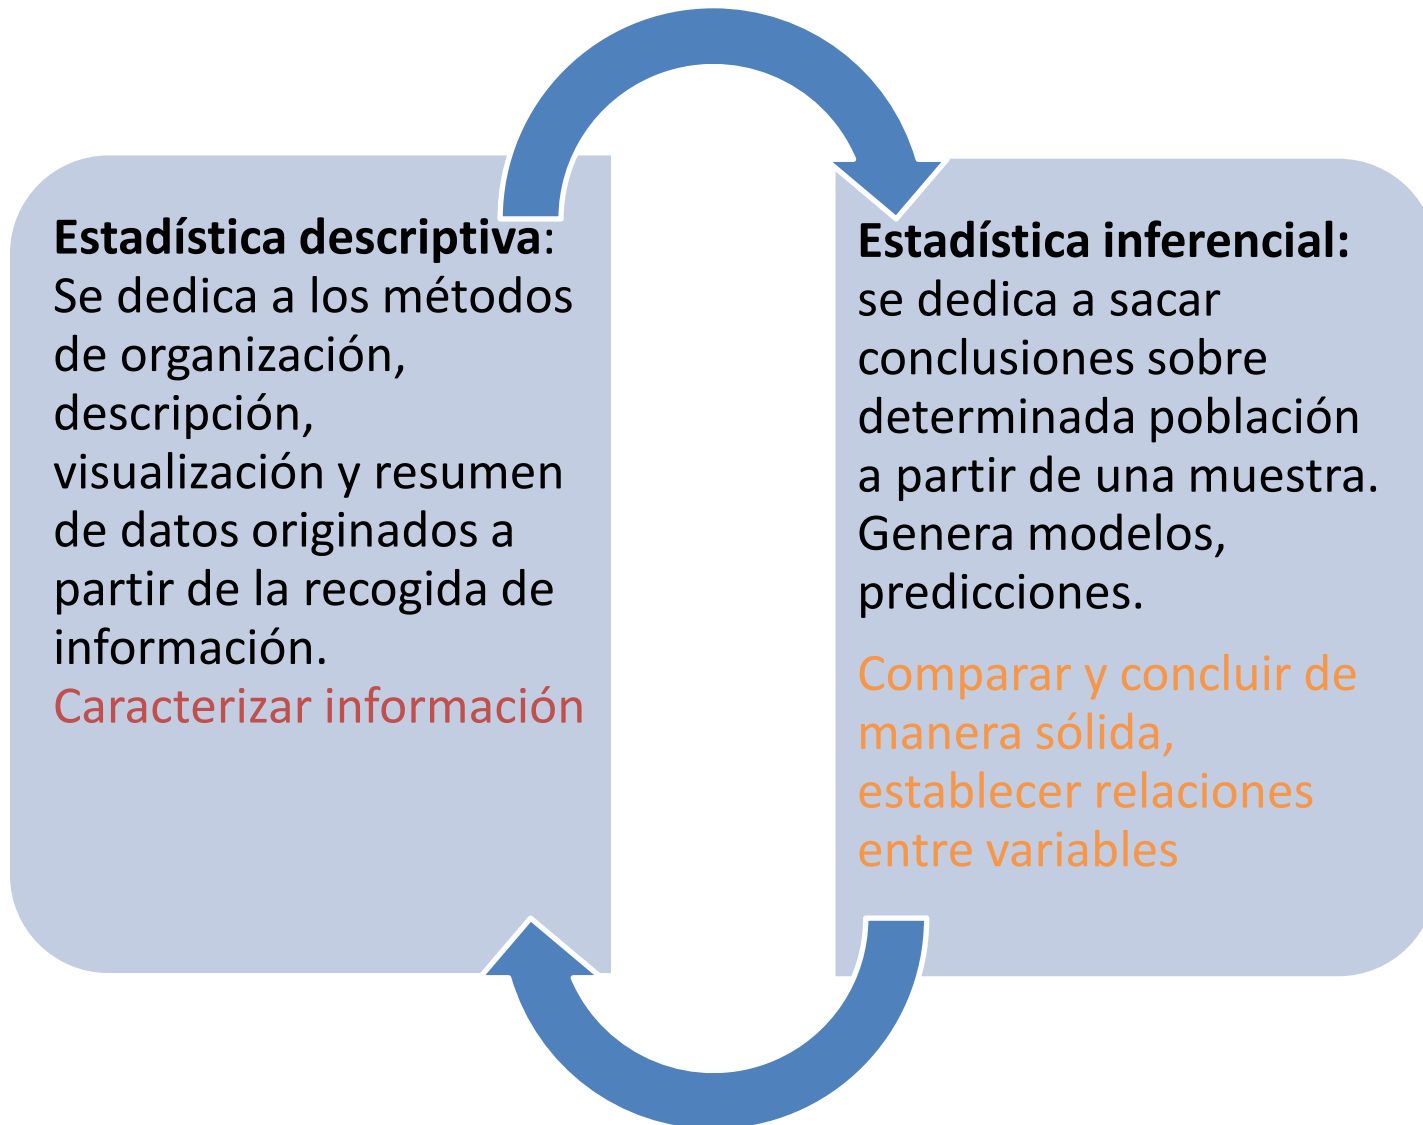 Estadística descriptiva:
Se dedica a los métodos
de organización,
descripción,
visualización y resumen
de datos originados a
partir de la recogida de
información.
Caracterizar información
Estadística inferencial:
se dedica a sacar
conclusiones sobre
determinada población
a partir de una muestra.
Genera modelos,
predicciones.
Comparar y concluir de
manera sólida,
establecer relaciones
entre variables